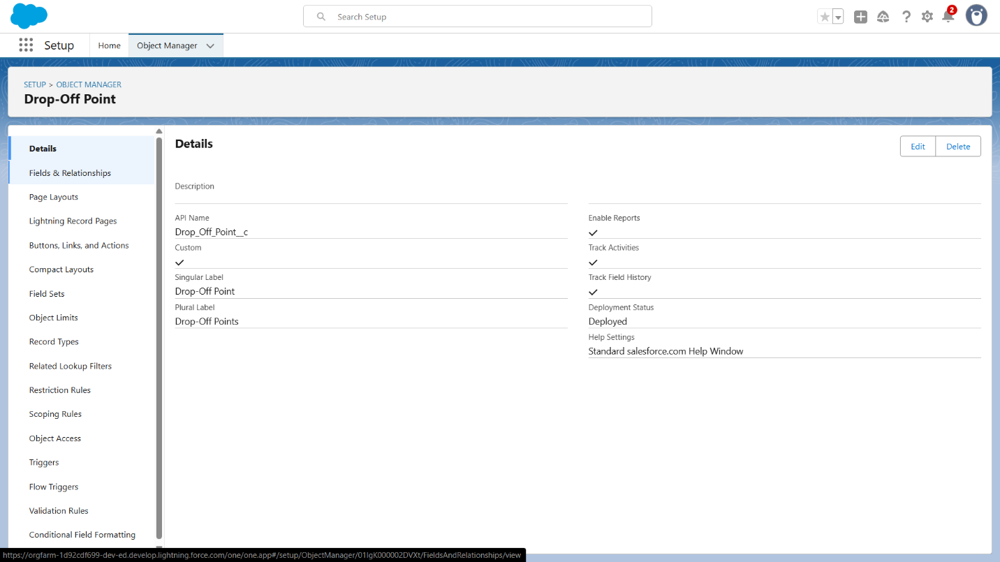 Search Setup
2
Setup
Home
Object Manager
SETUP > OBJECT MANAGER
Drop-Off Point
Details
Fields & Relationships
Page Layouts
Lightning Record Pages
Buttons, Links, and Actions
Compact Layouts
Field Sets
Object Limits
Record Types
Related Lookup Filters
Restriction Rules
Scoping Rules
Object Access
Triggers
Flow Triggers
Validation Rules
Conditional Field Formatting
Details
Edit
Delete
Description
API Name
Drop_Off_Point__c
Custom
Singular Label
Drop-Off Point
Plural Label
Drop-Off Points
Enable Reports
Track Activities
Track Field History
Deployment Status
Deployed
Help Settings
Standard salesforce.com Help Window
https://orgfarm-1d92cdf699-dev-ed.develop.lightning.force.com/one/one.app#/setup/ObjectManager/01IgK000002DVXt/FieldsAndRelationships/view